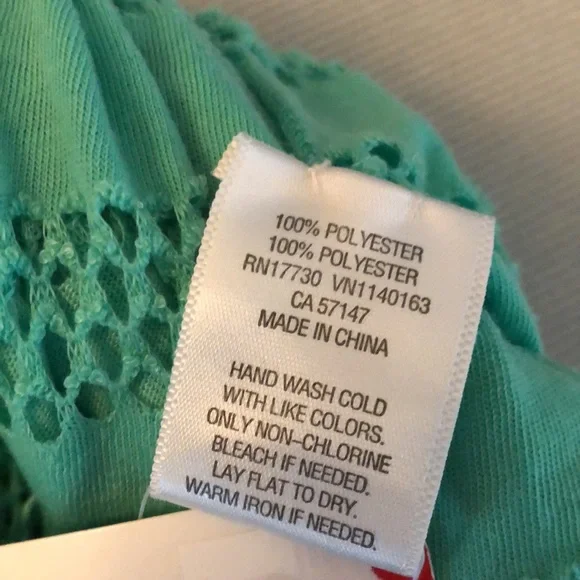 100% POLYESTER
100% POLYESTER
RN17730 VN1140163
CA 57147
MADE IN CHINA
HAND WASH COLD
WITH LIKE COLORS.
ONLY NON-CHLORINE
BLEACH IF NEEDED.
LAY FLAT TO DRY.
WARM IRON IF NEEDED.